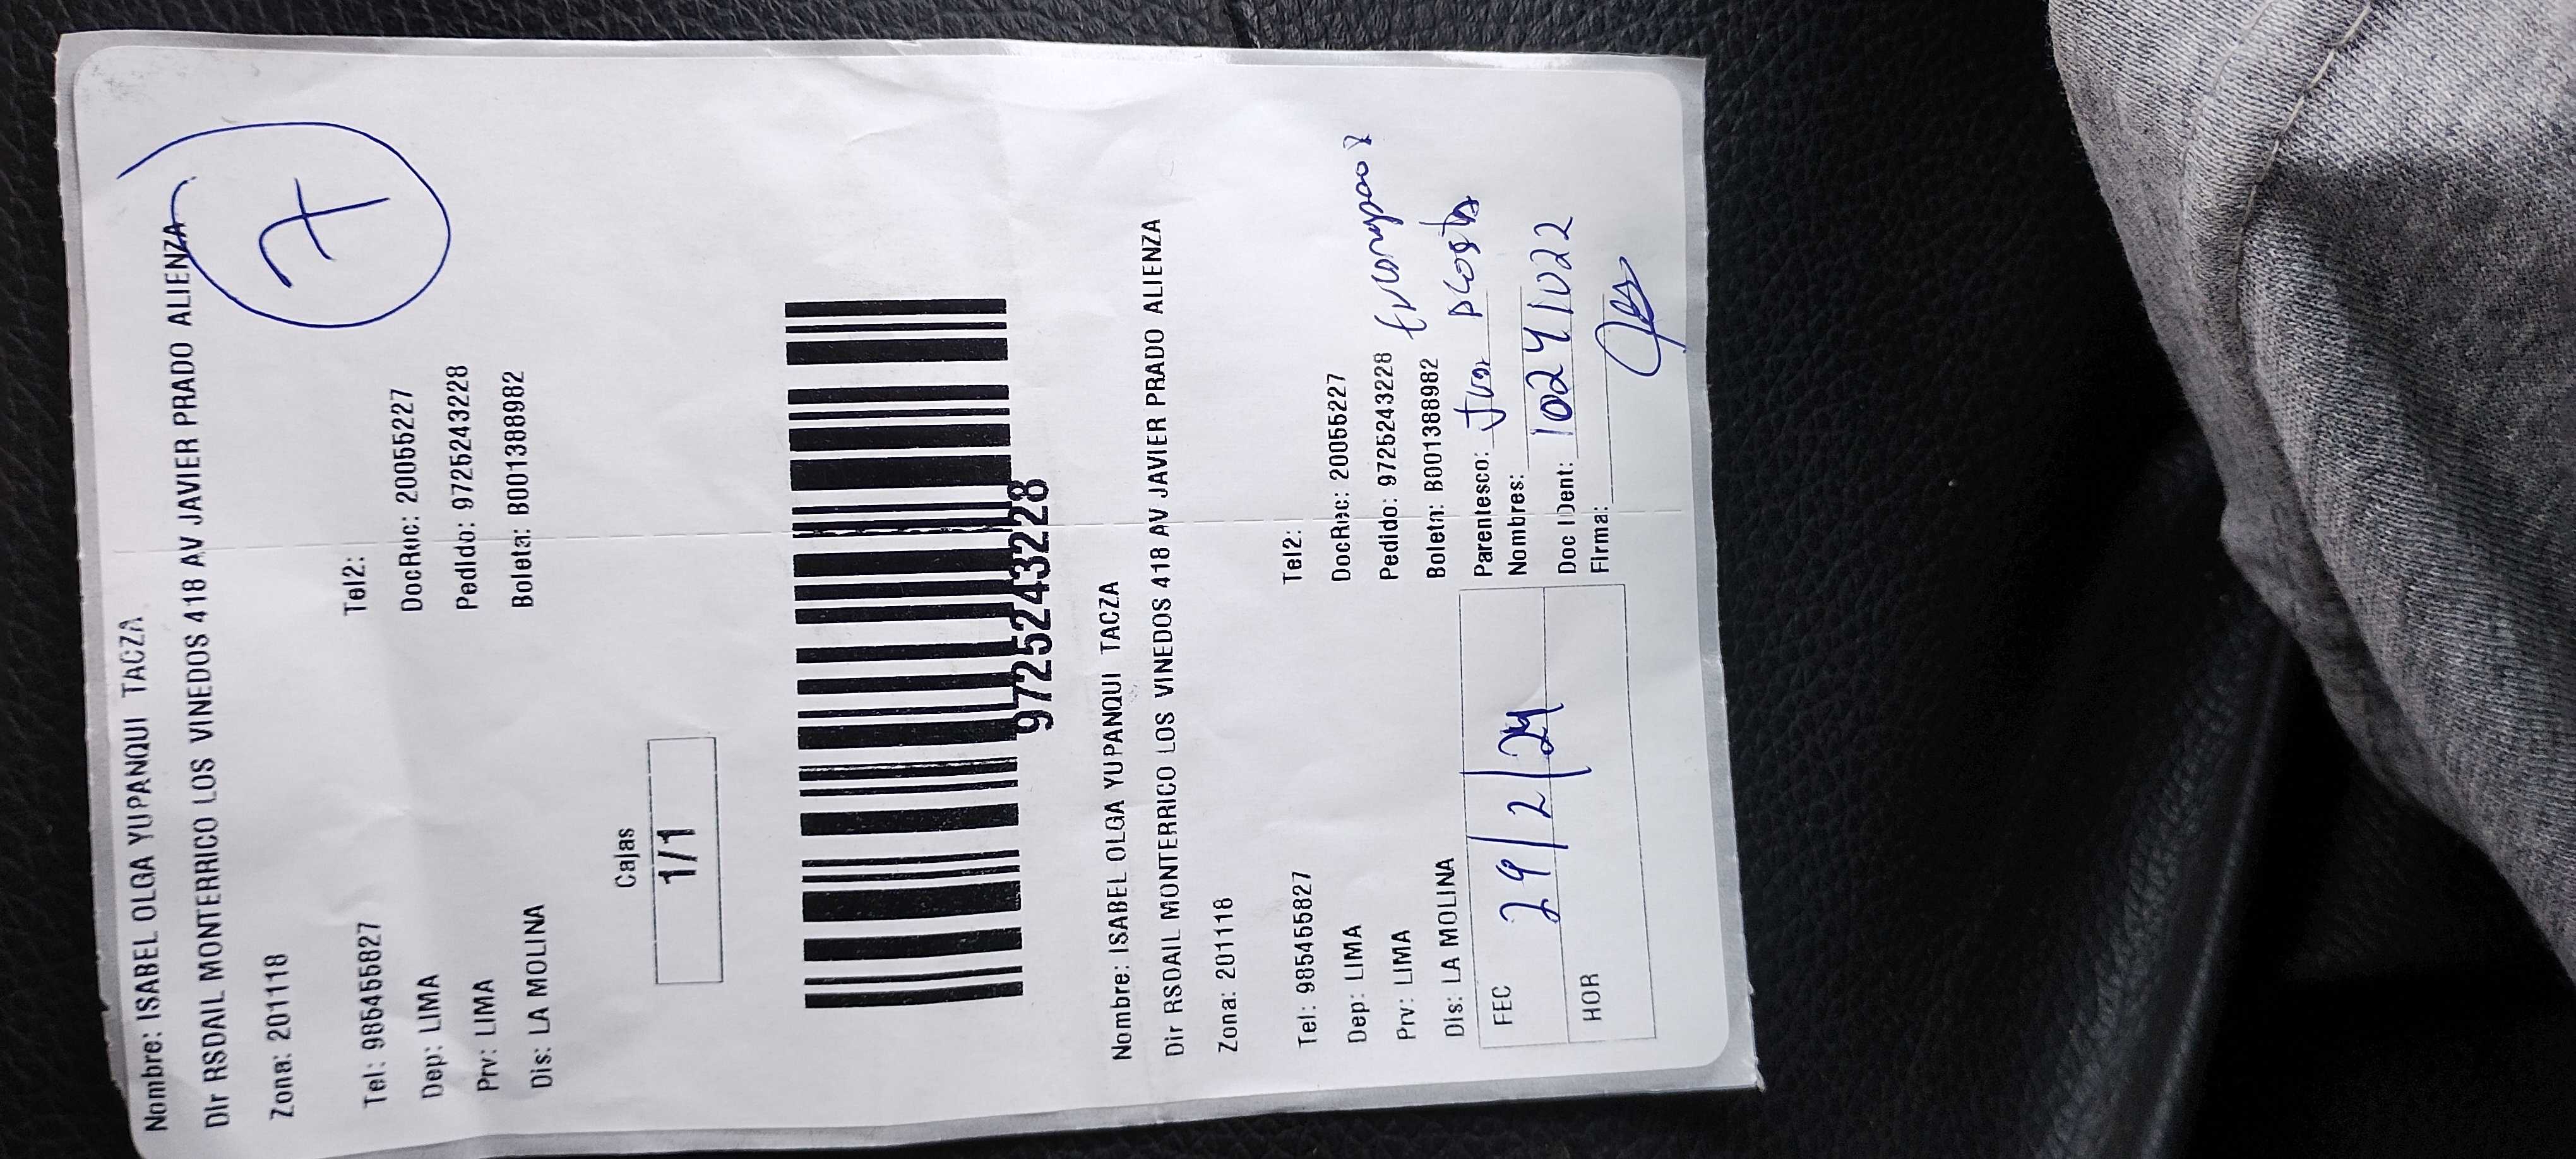 Nombre: ISABEL OLGA YUPANQUI TACZA
Dir RSDAIL MONTERRICO LOS VINEDOS 418 AV JAVIER PRADO ALIENZA
7
Zona: 201118
Tel: 985455827 Tel2:
Dep: LIMA DocRec: 20055227
Prv: LIMA Pedido: 9725243228
Dis: LA MOLINA Boleta: B001388982
Cajas
1/1
9725243228
Nombre: ISABEL OLGA YUPANQUI TACZA
Dir RSDAIL MONTERRICO LOS VINEDOS 418 AV JAVIER PRADO ALIENZA
Zona: 201118
Tel: 985455827 Tel2:
Dep: LIMA DocRec: 20055227
Prv: LIMA Pedido: 9725243228
Dis: LA MOLINA Boleta: B001388982
FEC 29/2/24
HOR
Parentesco:
Nombres:
Doc Ident: 10241022
Firma: